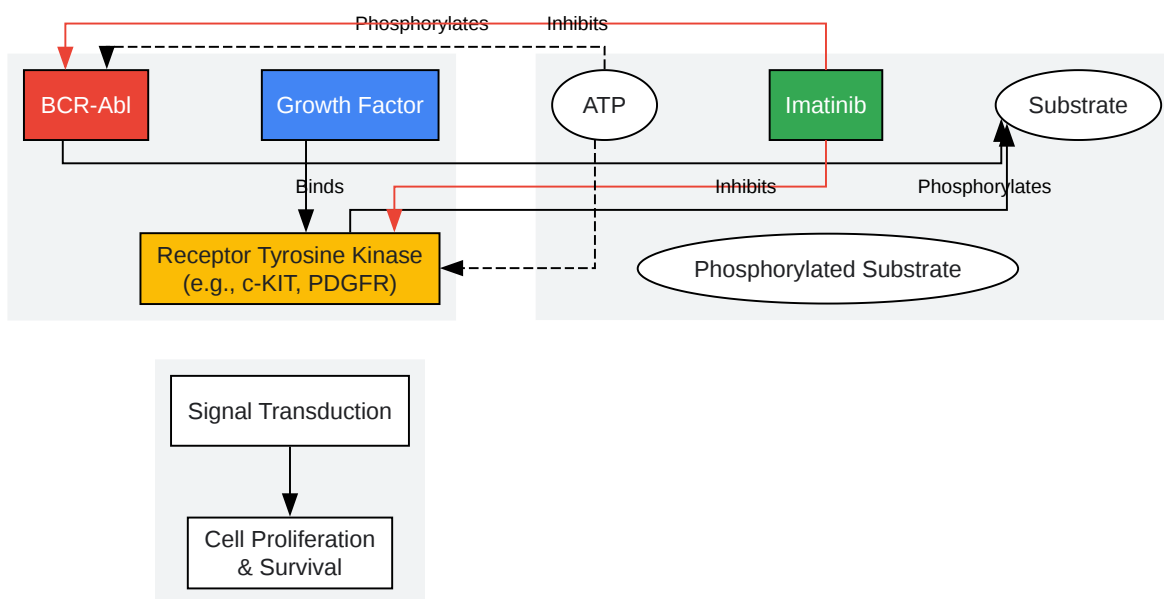 Phosphorylates
Inhibits
BCR-Abl
Growth Factor
ATP
Imatinib
Substrate
Binds
Inhibits
Phosphorylates
Receptor Tyrosine Kinase
(e.g., c-KIT, PDGFR)
Phosphorylated Substrate
Signal Transduction
Cell Proliferation
& Survival